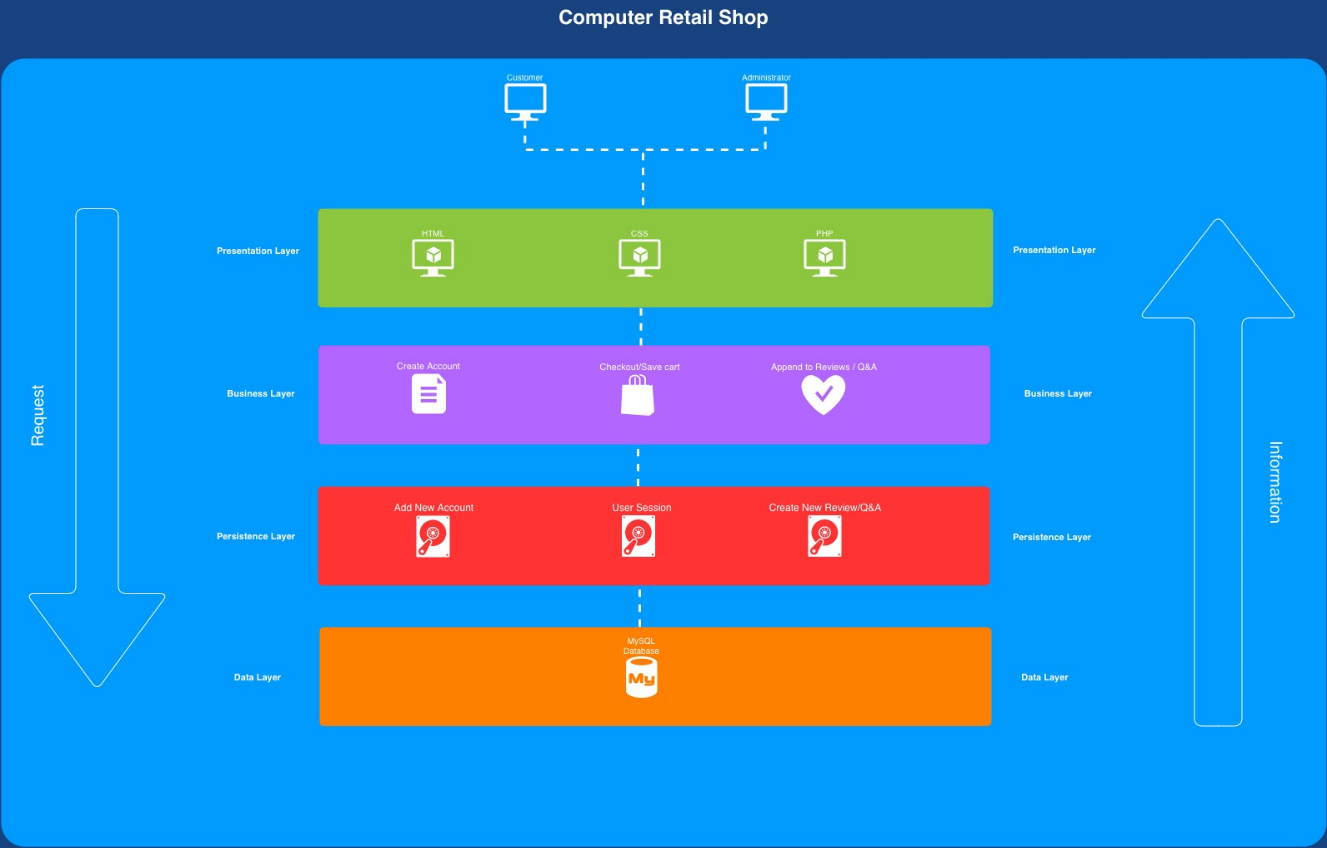 Computer Retail Shop
Customer
Administrator
HTML
CSS
PHP
Presentation Layer
Presentation Layer
Create Account
Checkout/Save cart
Append to Reviews / Q&A
Business Layer
Business Layer
Request
Information
Add New Account
User Session
Create New Review/Q&A
Persistence Layer
Persistence Layer
MySQL
Database
My
Data Layer
Data Layer